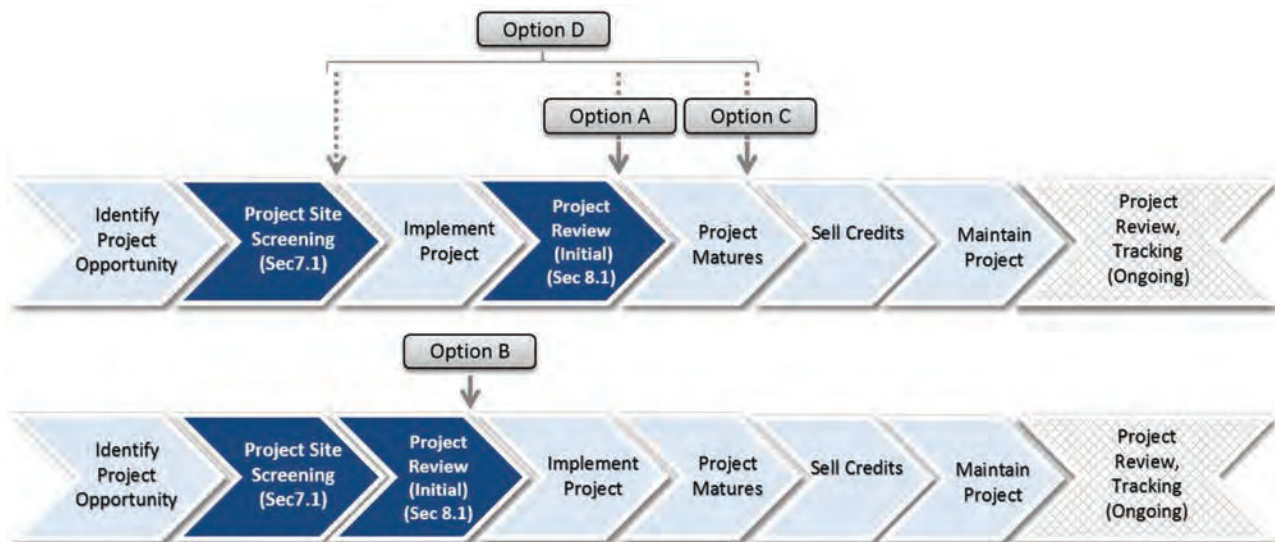 Option D
Option A
Option C
Identify
Project
Opportunity
Project Site
Screening
(Sec7.1)
Implement
Project
Project
Review
(Initial)
(Sec 8.1)
Project
Matures
Sell Credits
Maintain
Project
Project
Review,
Tracking
(Ongoing)
Option B
Identify
Project
Opportunity
Project Site
Screening
(Sec7.1)
Project
Review
(Initial)
(Sec 8.1)
Implement
Project
Project
Matures
Sell Credits
Maintain
Project
Project
Review,
Tracking
(Ongoing)